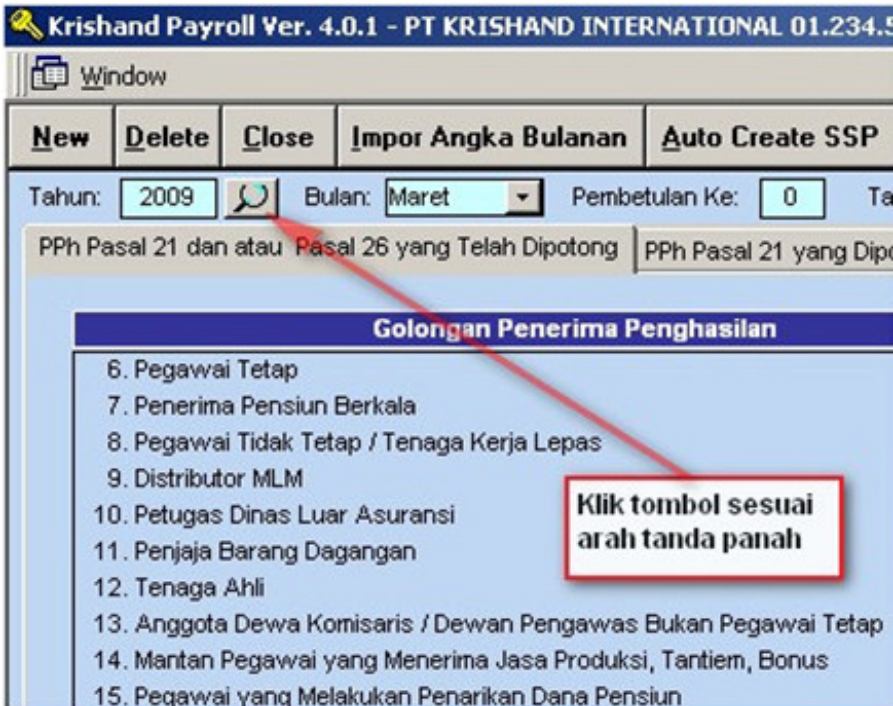 Krishand Payroll Ver. 4.0.1 - PT KRISHAND INTERNATIONAL 01.234.5
Window
New Delete Close Impor Angka Bulanan Auto Create SSP
Tahun: 2009 Bulan: Maret Pembetulan Ke: 0 Ta
PPh Pasal 21 dan atau Pasal 26 yang Telah Dipotong PPh Pasal 21 yang Dipo
Golongan Penerima Penghasilan
6. Pegawai Tetap
7. Penerima Pensiun Berkala
8. Pegawai Tidak Tetap / Tenaga Kerja Lepas
9. Distributor MLM
10. Petugas Dinas Luar Asuransi
11. Penjaja Barang Dagangan
12. Tenaga Ahli
13. Anggota Dewa Komisaris / Dewan Pengawas Bukan Pegawai Tetap
14. Mantan Pegawai yang Menerima Jasa Produksi, Tantiem, Bonus
15. Pegawai yang Melakukan Penarikan Dana Pensiun
Klik tombol sesuai
arah tanda panah